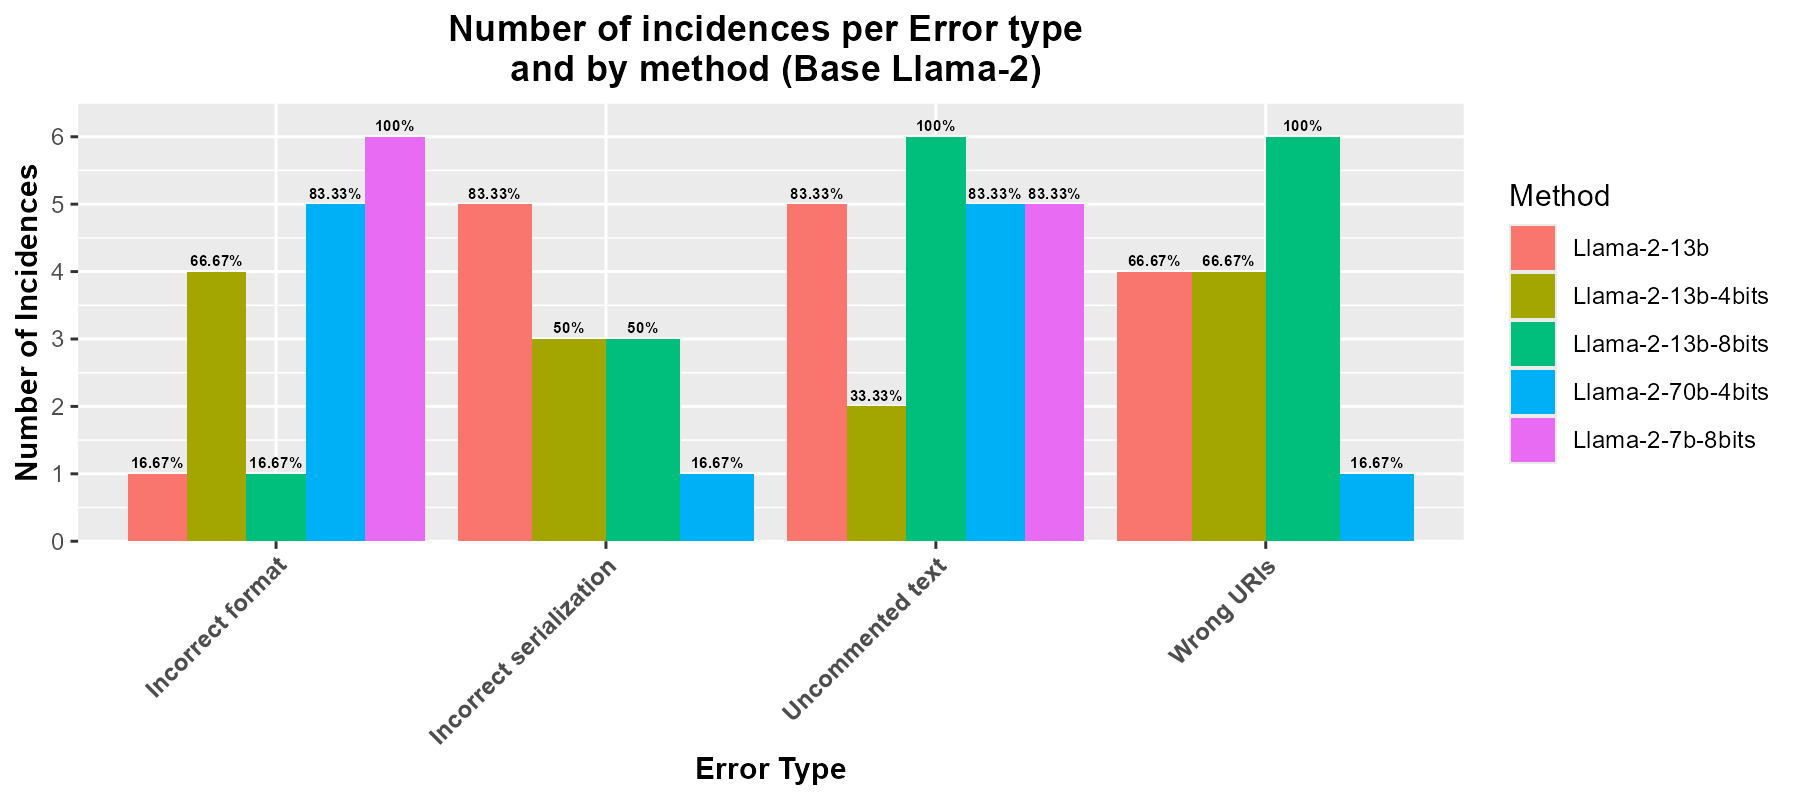 Number of incidences per Error type
and by method (Base Llama-2)
Number of Incidences
6
5
4
3
2
1
0
16.67%
66.67%
16.67%
83.33%
100%
83.33%
50%
50%
16.67%
83.33%
33.33%
100%
83.33%
83.33%
66.67%
66.67%
100%
16.67%
Incorrect format
Incorrect serialization
Uncommented text
Wrong URIs
Error Type
Method
Llama-2-13b
Llama-2-13b-4bits
Llama-2-13b-8bits
Llama-2-70b-4bits
Llama-2-7b-8bits